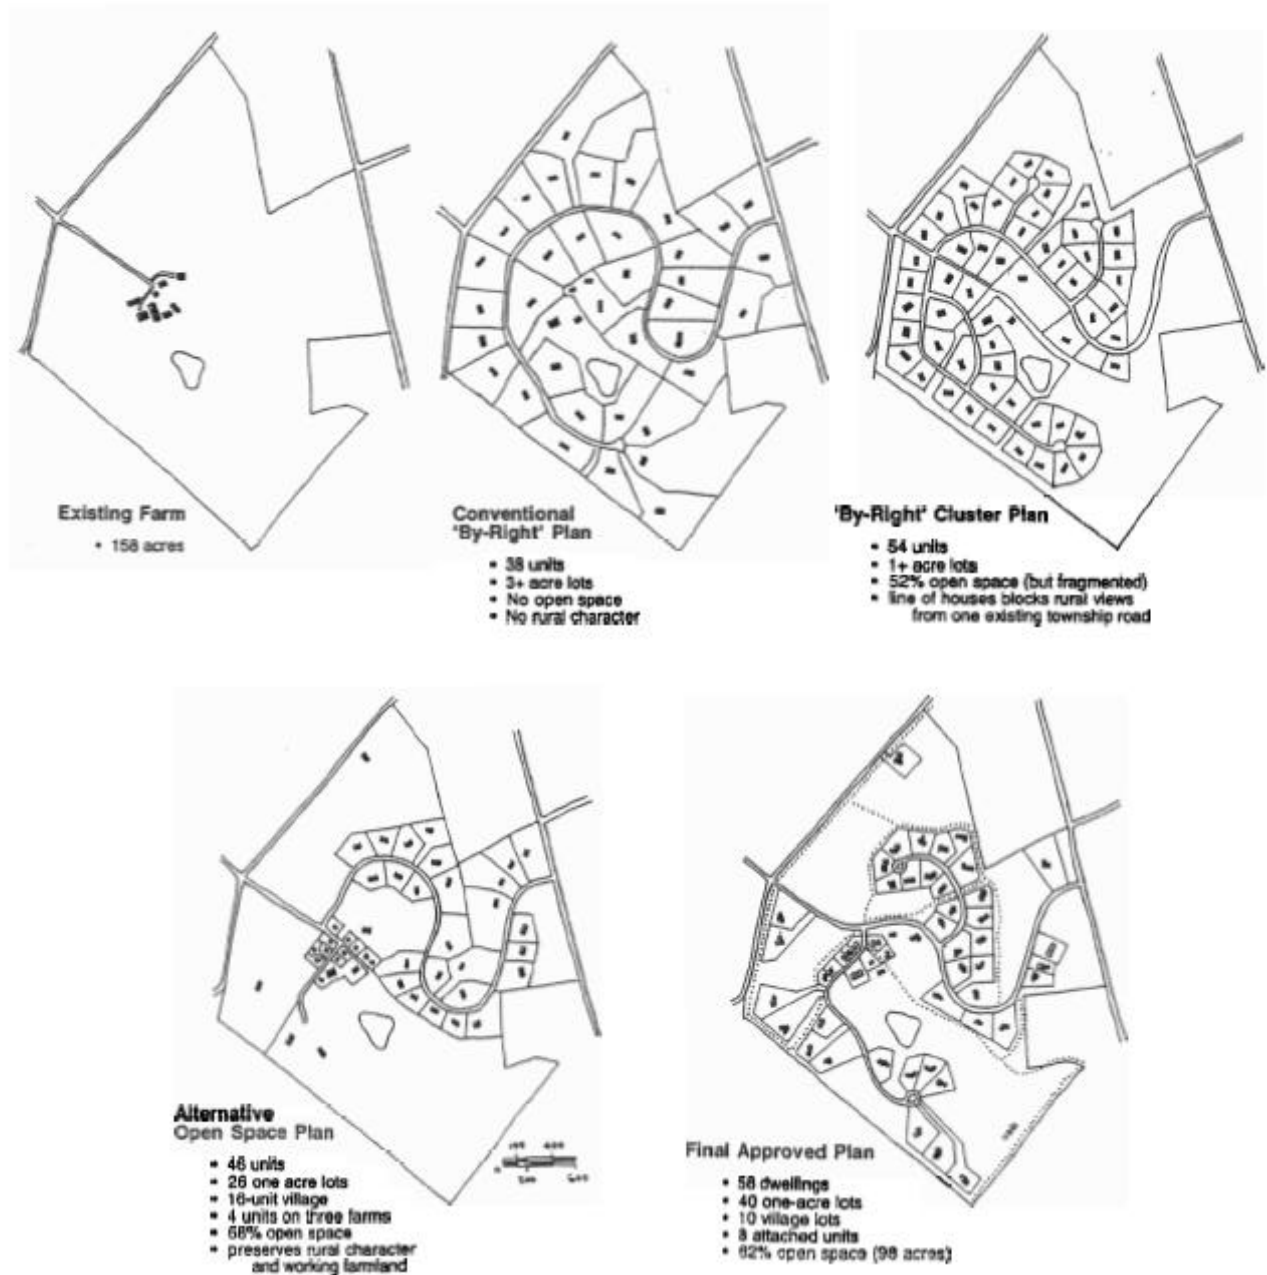 Existing Farm
• 158 acres
Conventional
'By-Right' Plan
• 38 units
• 3+ acre lots
• No open space
• No rural character
'By-Right' Cluster Plan
• 54 units
• 1+ acre lots
• 52% open space (but fragmented)
• line of houses blocks rural views
from one existing township road
Alternative
Open Space Plan
• 46 units
• 26 one acre lots
• 16-unit village
• 4 units on three farms
• 68% open space
• preserves rural character
and working farmland
0 200 400 600
Final Approved Plan
• 58 dwellings
• 40 one-acre lots
• 10 village lots
• 8 attached units
• 62% open space (98 acres)